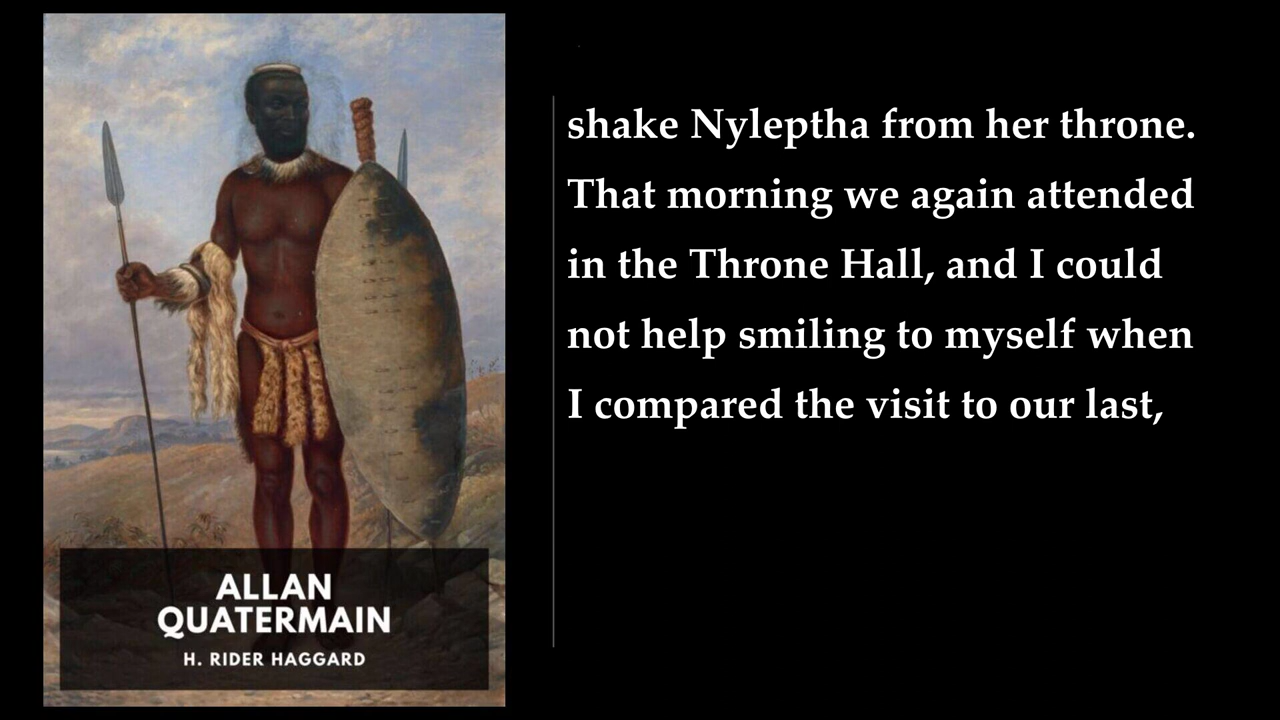 shake Nyleptha from her throne.
That morning we again attended
in the Throne Hall, and I could
not help smiling to myself when
I compared the visit to our last,
ALLAN
QUATERMAIN
H. RIDER HAGGARD